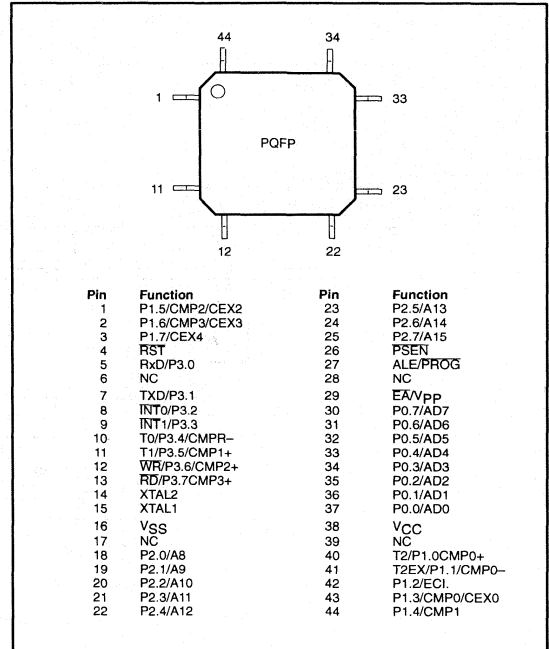 44 34
1 33
PQFP
11 23
12 22
Pin Function Pin Function
1 P1.5/CMP2/CEX2 23 P2.5/A13
2 P1.6/CMP3/CEX3 24 P2.6/A14
3 P1.7/CEX4 25 P2.7/A15
4 R̅S̅T̅ 26 P̅S̅E̅N̅
5 RxD/P3.0 27 ALE/P̅R̅O̅G̅
6 NC 28 NC
7 TXD/P3.1 29 E̅A̅/VPP
8 I̅N̅T̅0/P3.2 30 P0.7/AD7
9 I̅N̅T̅1/P3.3 31 P0.6/AD6
10 T0/P3.4/CMPR– 32 P0.5/AD5
11 T1/P3.5/CMP1+ 33 P0.4/AD4
12 W̅R̅/P3.6/CMP2+ 34 P0.3/AD3
13 R̅D̅/P3.7CMP3+ 35 P0.2/AD2
14 XTAL2 36 P0.1/AD1
15 XTAL1 37 P0.0/AD0
16 VSS 38 VCC
17 NC 39 NC
18 P2.0/A8 40 T2/P1.0CMP0+
19 P2.1/A9 41 T2EX/P1.1/CMP0–
20 P2.2/A10 42 P1.2/ECI.
21 P2.3/A11 43 P1.3/CMP0/CEX0
22 P2.4/A12 44 P1.4/CMP1